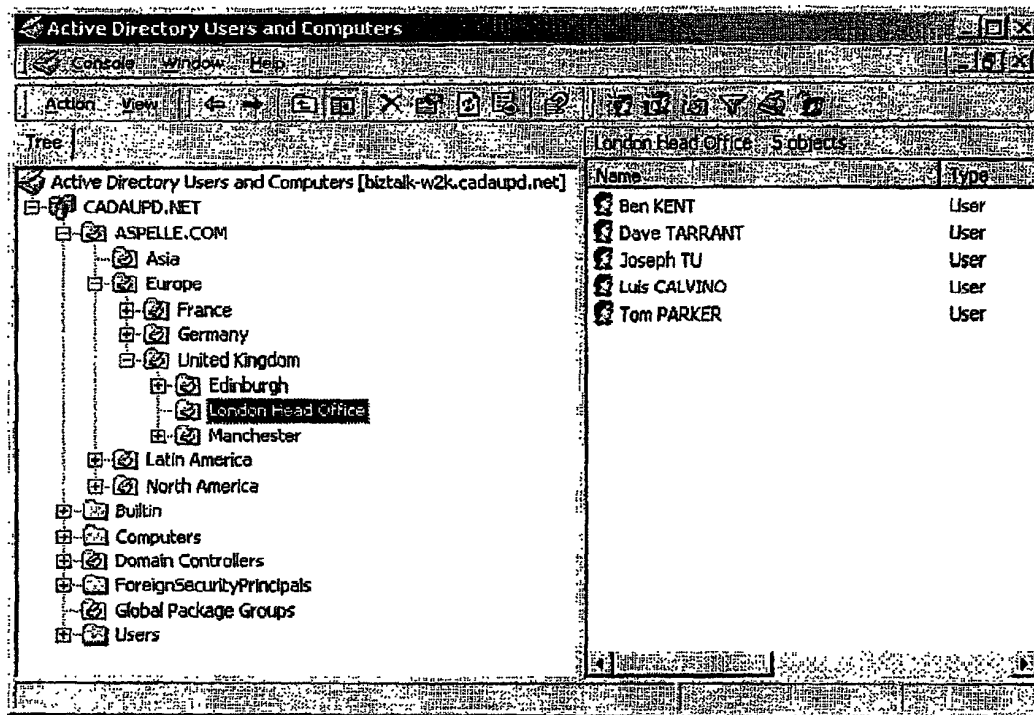 Active Directory Users and Computers
Console Window Help
Action View
Tree
London Head Office 5 objects
Active Directory Users and Computers [biztalk-w2k.cadaupd.net]
Name Type
CADAUPD.NET
Ben KENT User
ASPELLE.COM
Dave TARRANT User
Asia
Joseph TU User
Europe
Luis CALVINO User
France
Tom PARKER User
Germany
United Kingdom
Edinburgh
London Head Office
Manchester
Latin America
North America
Builtin
Computers
Domain Controllers
ForeignSecurityPrincipals
Global Package Groups
Users